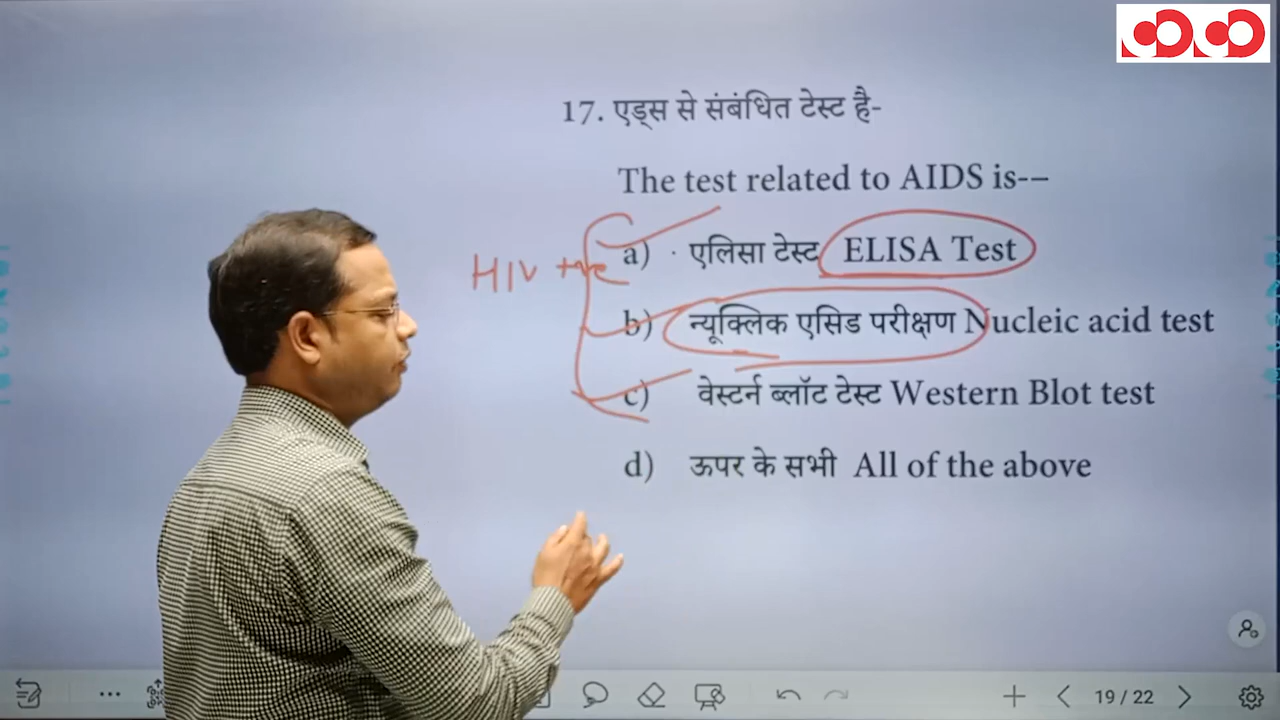 17. एड्स से संबंधित टेस्ट है-
The test related to AIDS is--
HIV +ve
a) · एलिसा टेस्ट ELISA Test
b) न्यूक्लिक एसिड परीक्षण Nucleic acid test
c) वेस्टर्न ब्लॉट टेस्ट Western Blot test
d) ऊपर के सभी All of the above
19 / 22